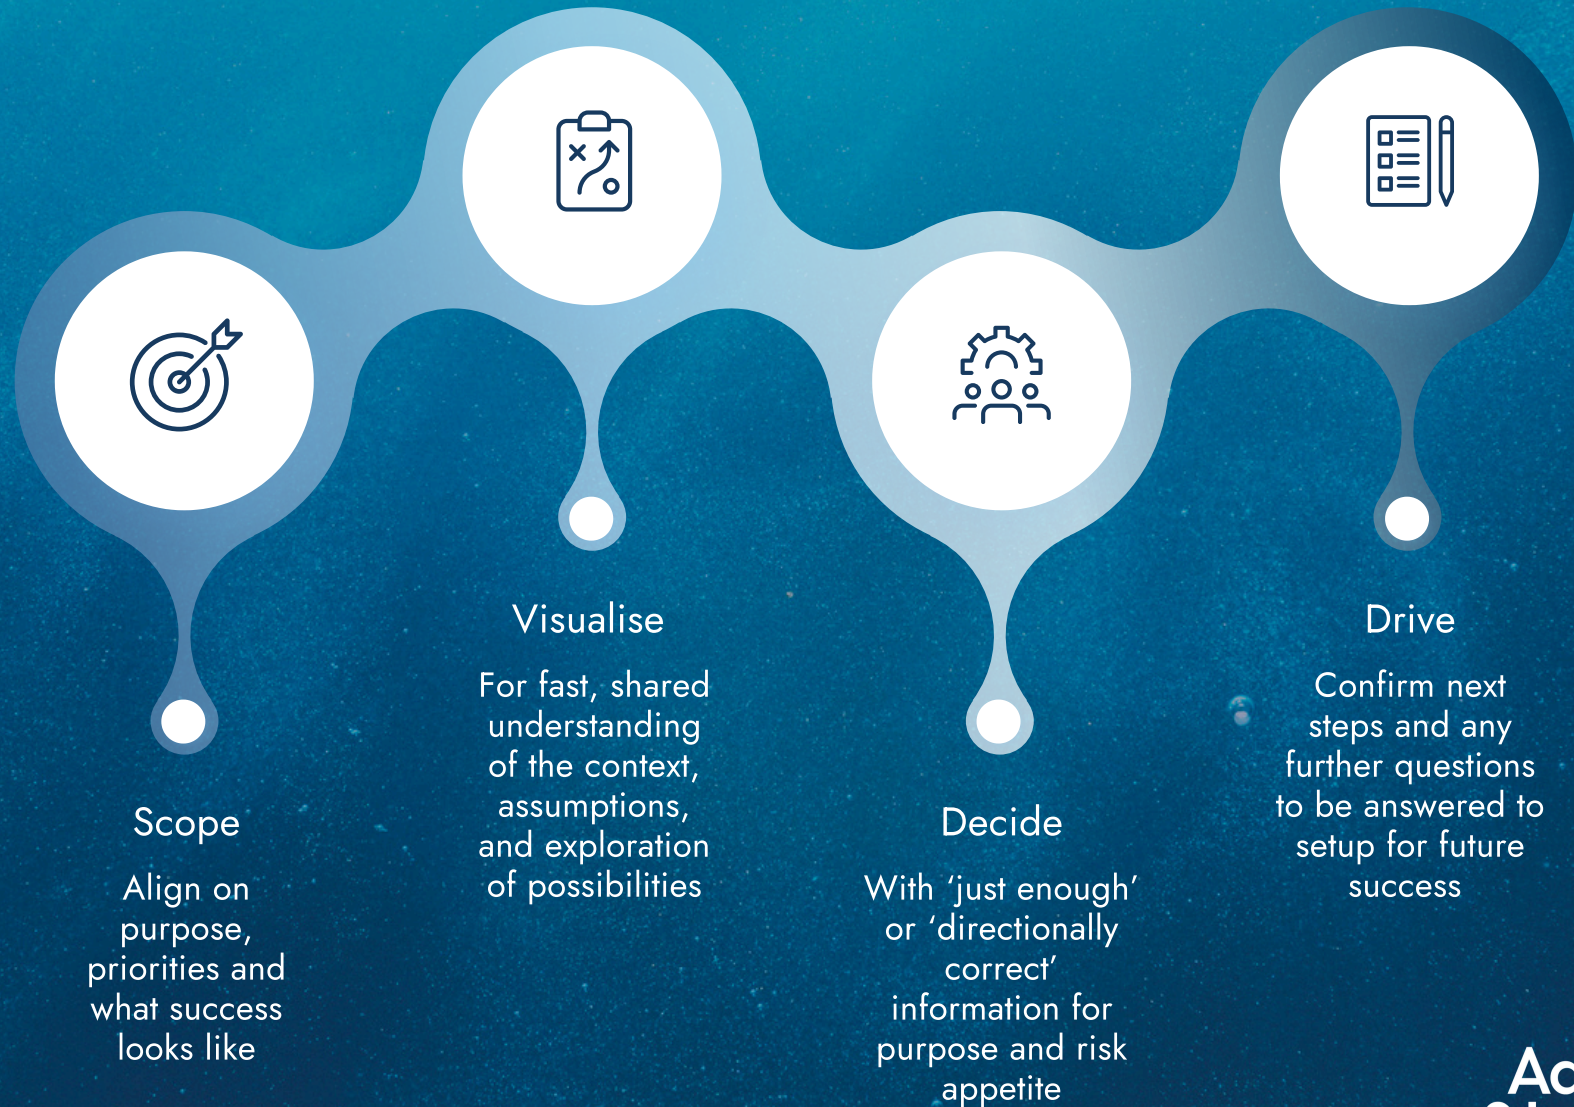 Scope
Align on
purpose,
priorities and
what success
looks like
Visualise
For fast, shared
understanding
of the context,
assumptions,
and exploration
of possibilities
Decide
With ‘just enough’
or ‘directionally
correct’
information for
purpose and risk
appetite
Drive
Confirm next
steps and any
further questions
to be answered to
setup for future
success